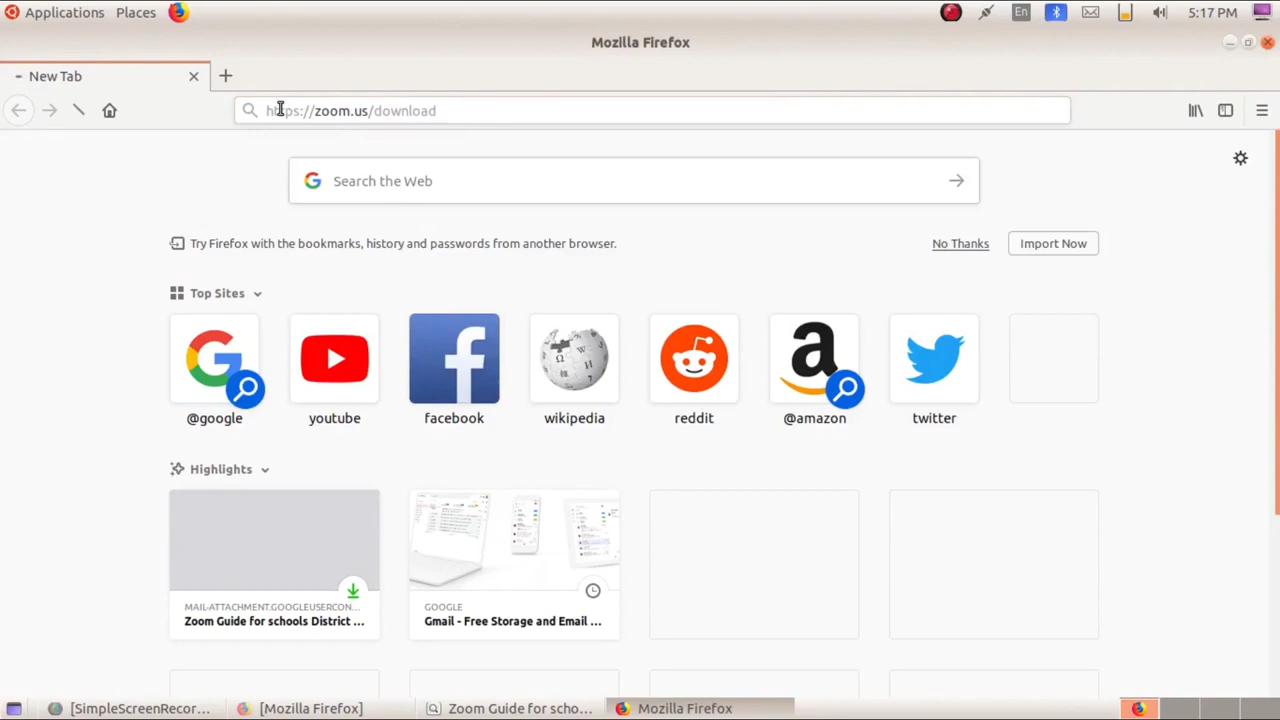 Applications Places En 5:17 PM
Mozilla Firefox
New Tab
https://zoom.us/download
Search the Web
Try Firefox with the bookmarks, history and passwords from another browser. No Thanks Import Now
Top Sites
@google youtube facebook wikipedia reddit @amazon twitter
Highlights
MAIL-ATTACHMENT.GOOGLEUSERCON...
Zoom Guide for schools District ...
GOOGLE
Gmail - Free Storage and Email ...
[SimpleScreenRecor... [Mozilla Firefox] Zoom Guide for scho... Mozilla Firefox